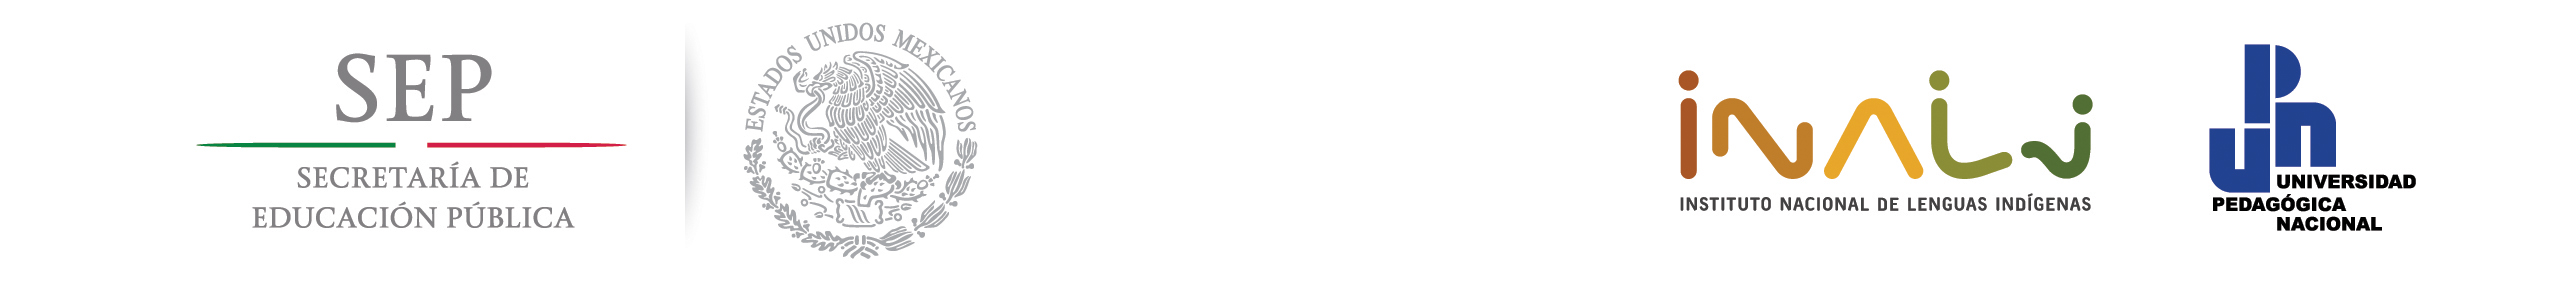 SEP
SECRETARÍA DE
EDUCACIÓN PÚBLICA
ESTADOS UNIDOS MEXICANOS
INALI
INSTITUTO NACIONAL DE LENGUAS INDÍGENAS
UPN
UNIVERSIDAD
PEDAGÓGICA
NACIONAL